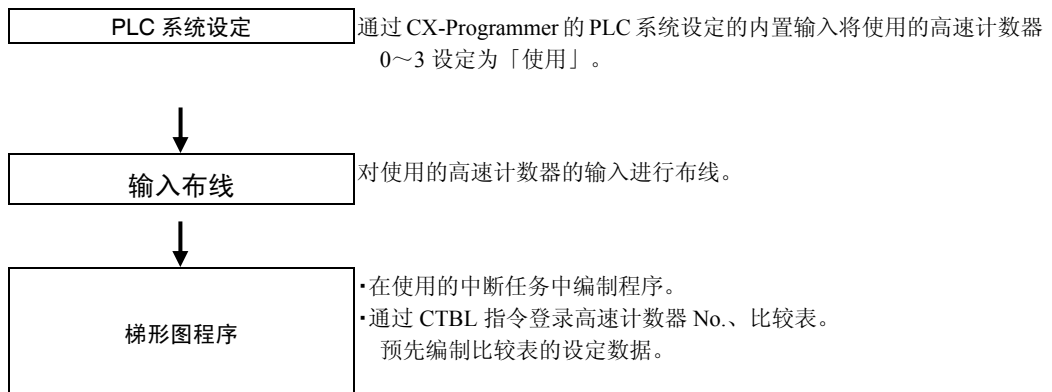 PLC 系统设定
通过 CX-Programmer 的 PLC 系统设定的内置输入将使用的高速计数器
0～3 设定为「使用」。
输入布线
对使用的高速计数器的输入进行布线。
梯形图程序
・在使用的中断任务中编制程序。
・通过 CTBL 指令登录高速计数器 No.、比较表。
预先编制比较表的设定数据。